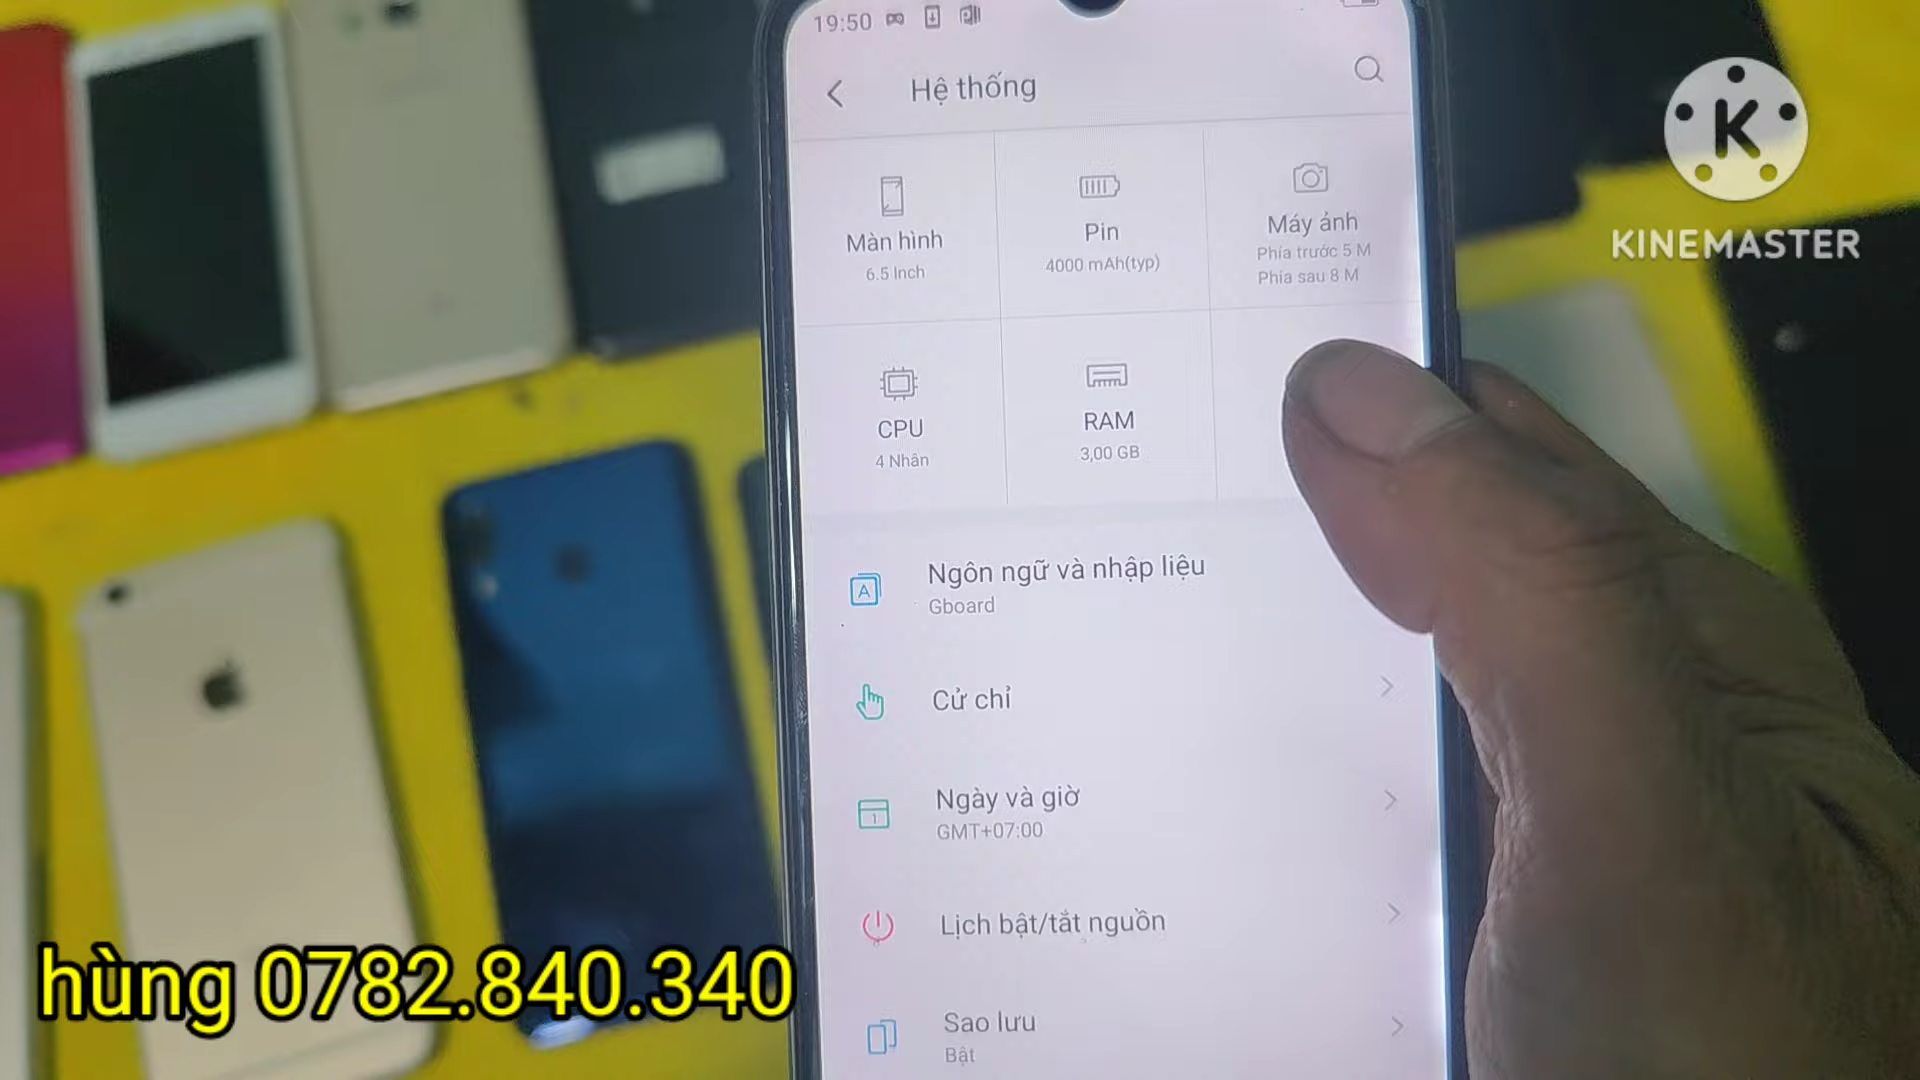 19:50
Hệ thống
Màn hình
6.5 Inch
Pin
4000 mAh(typ)
Máy ảnh
Phía trước 5 M
Phía sau 8 M
CPU
4 Nhân
RAM
3,00 GB
Ngôn ngữ và nhập liệu
Gboard
Cử chỉ
Ngày và giờ
GMT+07:00
Lịch bật/tắt nguồn
Sao lưu
Bật
K
KINEMASTER
hùng 0782.840.340